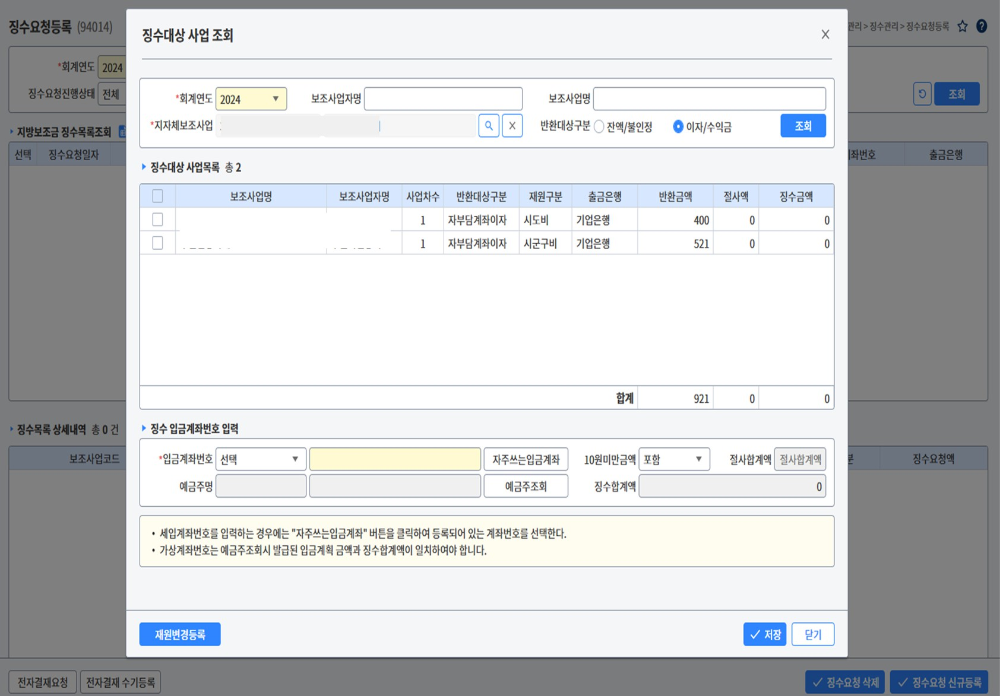 징수요청등록 (94014)
관리 > 징수관리 > 징수요청등록
*회계연도 2024
징수요청진행상태 전체
조회
지방보조금 징수목록조회
선택 징수요청일자 좌번호 출금은행
징수대상 사업 조회
*회계연도 2024 보조사업자명 보조사업명
*지자체보조사업 반환대상구분 잔액/불인정 이자/수익금 조회
징수대상 사업목록 총 2
보조사업명 보조사업자명 사업차수 반환대상구분 재원구분 출금은행 반환금액 절사액 징수금액
1 자부담계좌이자 시도비 기업은행 400 0 0
1 자부담계좌이자 시군구비 기업은행 521 0 0
합계 921 0 0
징수 입금계좌번호 입력
*입금계좌번호 선택 자주쓰는입금계좌 10원미만금액 포함 절사합계액 절사합계액
예금주명 예금주조회 징수합계액 0
• 세입계좌번호를 입력하는 경우에는 "자주쓰는입금계좌" 버튼을 클릭하여 등록되어 있는 계좌번호를 선택한다.
• 가상계좌번호는 예금주조회시 발급된 입금계획 금액과 징수합계액이 일치하여야 합니다.
재원변경등록 저장 닫기
징수목록 상세내역 총 0 건
보조사업코드 분 징수요청액
전자결재요청 전자결재 수기등록 징수요청 삭제 징수요청 신규등록